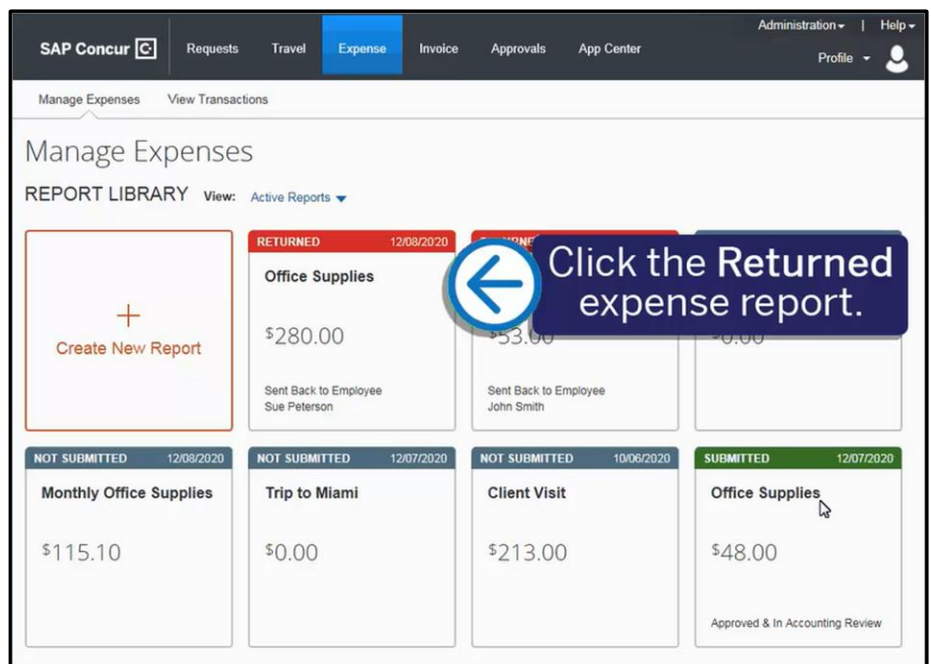 Administration | Help
SAP Concur C Requests Travel Expense Invoice Approvals App Center
Profile
Manage Expenses View Transactions
Manage Expenses
REPORT LIBRARY View: Active Reports
Create New Report
RETURNED 12/08/2020
Office Supplies
$280.00
Sent Back to Employee
Sue Peterson
$53.00
Sent Back to Employee
John Smith
$0.00
Click the Returned
expense report.
NOT SUBMITTED 12/08/2020
Monthly Office Supplies
$115.10
NOT SUBMITTED 12/07/2020
Trip to Miami
$0.00
NOT SUBMITTED 10/06/2020
Client Visit
$213.00
SUBMITTED 12/07/2020
Office Supplies
$48.00
Approved & In Accounting Review